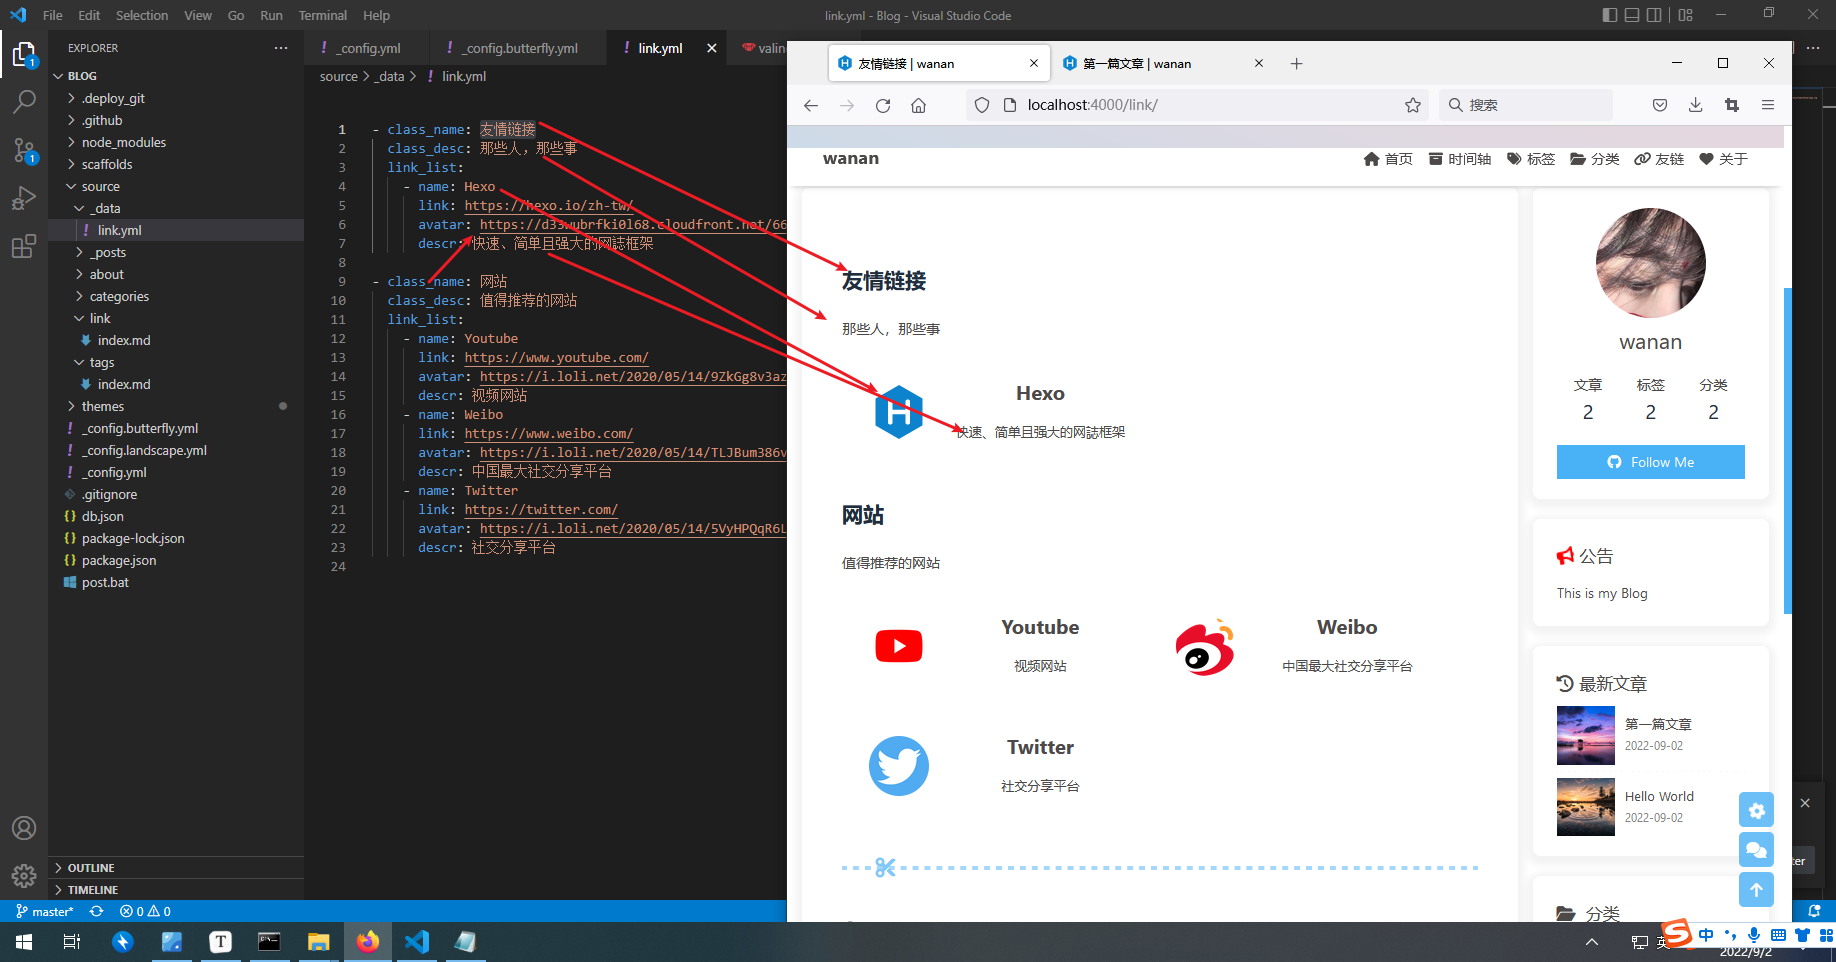 File Edit Selection View Go Run Terminal Help
link.yml - Blog - Visual Studio Code
EXPLORER
BLOG
.deploy_git
.github
node_modules
scaffolds
source
_data
link.yml
_posts
about
categories
link
index.md
tags
index.md
themes
_config.butterfly.yml
_config.landscape.yml
_config.yml
.gitignore
db.json
package-lock.json
package.json
post.bat
OUTLINE
TIMELINE
_config.yml
_config.butterfly.yml
link.yml
source > _data > link.yml
1 - class_name: 友情链接
2 class_desc: 那些人，那些事
3 link_list:
4 - name: Hexo
5 link: https://hexo.io/zh-tw/
6 avatar: https://d33wubrfki0l68.cloudfront.net/66
7 descr: 快速、简单且强大的网誌框架
8
9 - class_name: 网站
10 class_desc: 值得推荐的网站
11 link_list:
12 - name: Youtube
13 link: https://www.youtube.com/
14 avatar: https://i.loli.net/2020/05/14/9ZkGg8v3az
15 descr: 视频网站
16 - name: Weibo
17 link: https://www.weibo.com/
18 avatar: https://i.loli.net/2020/05/14/TLJBum386v
19 descr: 中国最大社交分享平台
20 - name: Twitter
21 link: https://twitter.com/
22 avatar: https://i.loli.net/2020/05/14/5VyHPQqR6L
23 descr: 社交分享平台
24
友情链接 | wanan
第一篇文章 | wanan
localhost:4000/link/
搜索
wanan
首页 时间轴 标签 分类 友链 关于
友情链接
那些人，那些事
Hexo
快速、简单且强大的网誌框架
网站
值得推荐的网站
Youtube
视频网站
Weibo
中国最大社交分享平台
Twitter
社交分享平台
wanan
文章 标签 分类
2 2 2
Follow Me
公告
This is my Blog
最新文章
第一篇文章
2022-09-02
Hello World
2022-09-02
分类
master* 0 0
中
2022/9/2